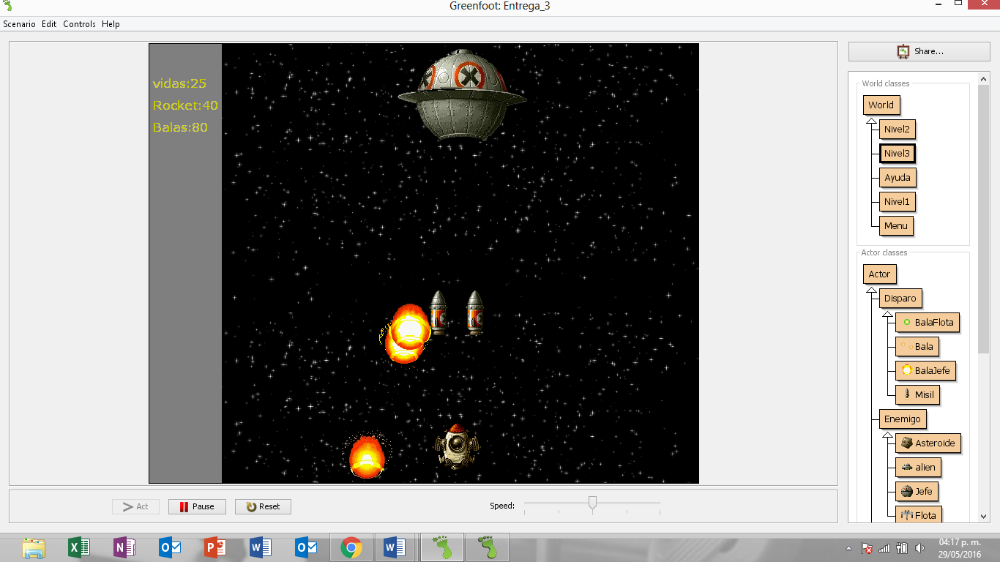 Greenfoot: Entrega_3
Scenario Edit Controls Help
vidas:25
Rocket:40
Balas:80
Share...
World classes
World
Nivel2
Nivel3
Ayuda
Nivel1
Menu
Actor classes
Actor
Disparo
BalaFlota
Bala
BalaJefe
Misil
Enemigo
Asteroide
alien
Jefe
Flota
Act Pause Reset Speed:
04:17 p. m.
29/05/2016